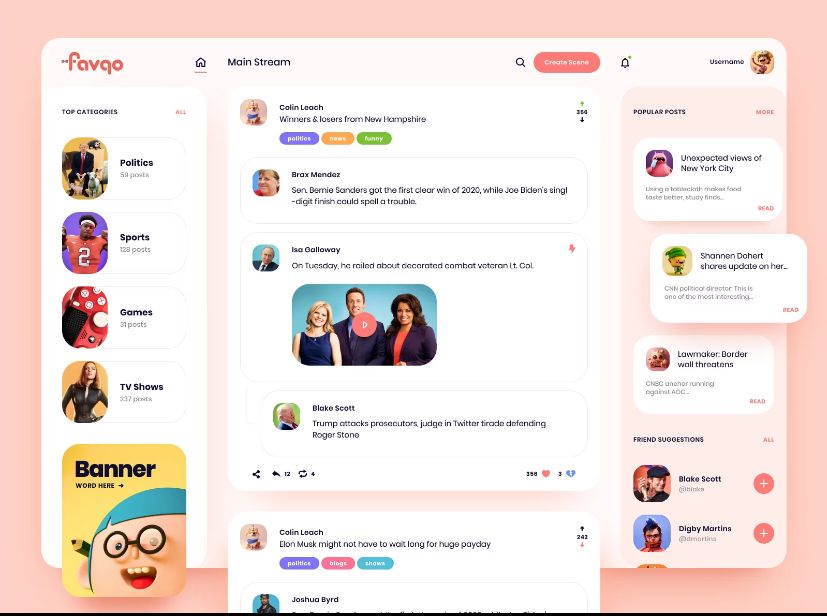 favqo
Main Stream
Create Scene
Username
TOP CATEGORIES
ALL
Politics
59 posts
Sports
128 posts
2
Games
31 posts
TV Shows
237 posts
Banner
WORD HERE →
Colin Leach
Winners & losers from New Hampshire
356
politics
news
funny
Brax Mendez
Sen. Bernie Sanders got the first clear win of 2020, while Joe Biden's singl
-digit finish could spell a trouble.
Isa Galloway
On Tuesday, he railed about decorated combat veteran Lt. Col.
Blake Scott
Trump attacks prosecutors, judge in Twitter tirade defending
Roger Stone
12
4
356
3
Colin Leach
Elon Musk might not have to wait long for huge payday
242
politics
blogs
shows
Joshua Byrd
POPULAR POSTS
MORE
Unexpected views of
New York City
Using a tablecloth makes food
taste better, study finds...
READ
Shannen Dohert
shares update on her...
CNN political director: This is
one of the most interesting...
READ
Lawmaker: Border
wall threatens
CNBC anchor running
against AOC...
READ
FRIEND SUGGESTIONS
ALL
Blake Scott
@blake
Digby Martins
@dmartins